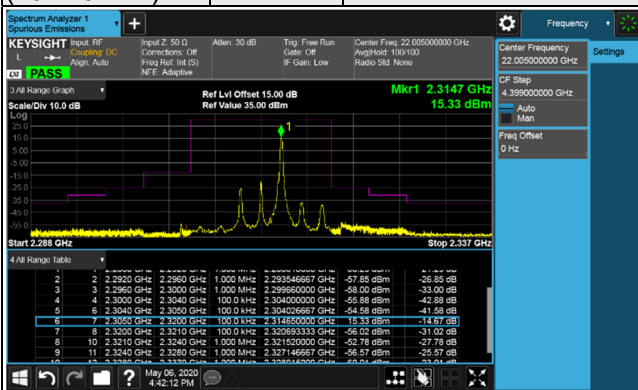 Spectrum Analyzer 1
Spurious Emissions
Frequency
KEYSIGHT Input: RF Input Z: 50 Ω Atten: 30 dB Trig: Free Run Center Freq: 22.005000000 GHz
L Coupling: DC Corrections: Off Gate: Off Avg|Hold: 100/100
Align: Auto Freq Ref: Int (S) IF Gain: Low Radio Std: None
LXI PASS NFE: Adaptive
Center Frequency
22.005000000 GHz
Settings
CF Step
4.399000000 GHz
Auto
Man
Freq Offset
0 Hz
3 All Range Graph
Ref Lvl Offset 15.00 dB Mkr1 2.3147 GHz
Scale/Div 10.0 dB Ref Value 35.00 dBm 15.33 dBm
Log
25.0
15.0
5.00
-5.00
-15.0
-25.0
-35.0
-45.0
-55.0
1
Start 2.288 GHz Stop 2.337 GHz
4 All Range Table
2 2 2.2920 GHz 2.2960 GHz 1.000 MHz 2.293546667 GHz -57.85 dBm -26.85 dB
3 3 2.2960 GHz 2.3000 GHz 1.000 MHz 2.299660000 GHz -58.00 dBm -33.00 dB
4 4 2.3000 GHz 2.3040 GHz 100.0 kHz 2.304000000 GHz -55.88 dBm -42.88 dB
5 6 2.3040 GHz 2.3050 GHz 100.0 kHz 2.304026667 GHz -54.58 dBm -41.58 dB
6 7 2.3050 GHz 2.3200 GHz 100.0 kHz 2.314650000 GHz 15.33 dBm -14.67 dB
7 8 2.3200 GHz 2.3210 GHz 100.0 kHz 2.320693333 GHz -56.02 dBm -31.02 dB
8 10 2.3210 GHz 2.3240 GHz 1.000 MHz 2.321520000 GHz -52.78 dBm -27.78 dB
9 11 2.3240 GHz 2.3280 GHz 1.000 MHz 2.327146667 GHz -56.57 dBm -25.57 dB
May 06, 2020
4:42:12 PM